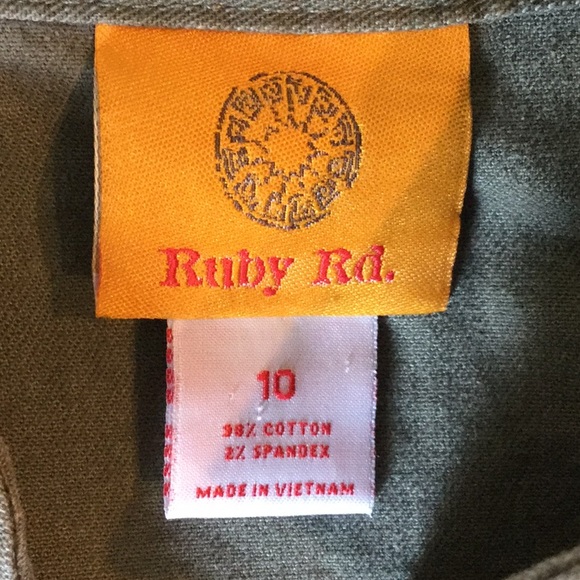 Ruby Rd.
10
98% COTTON
2% SPANDEX
MADE IN VIETNAM